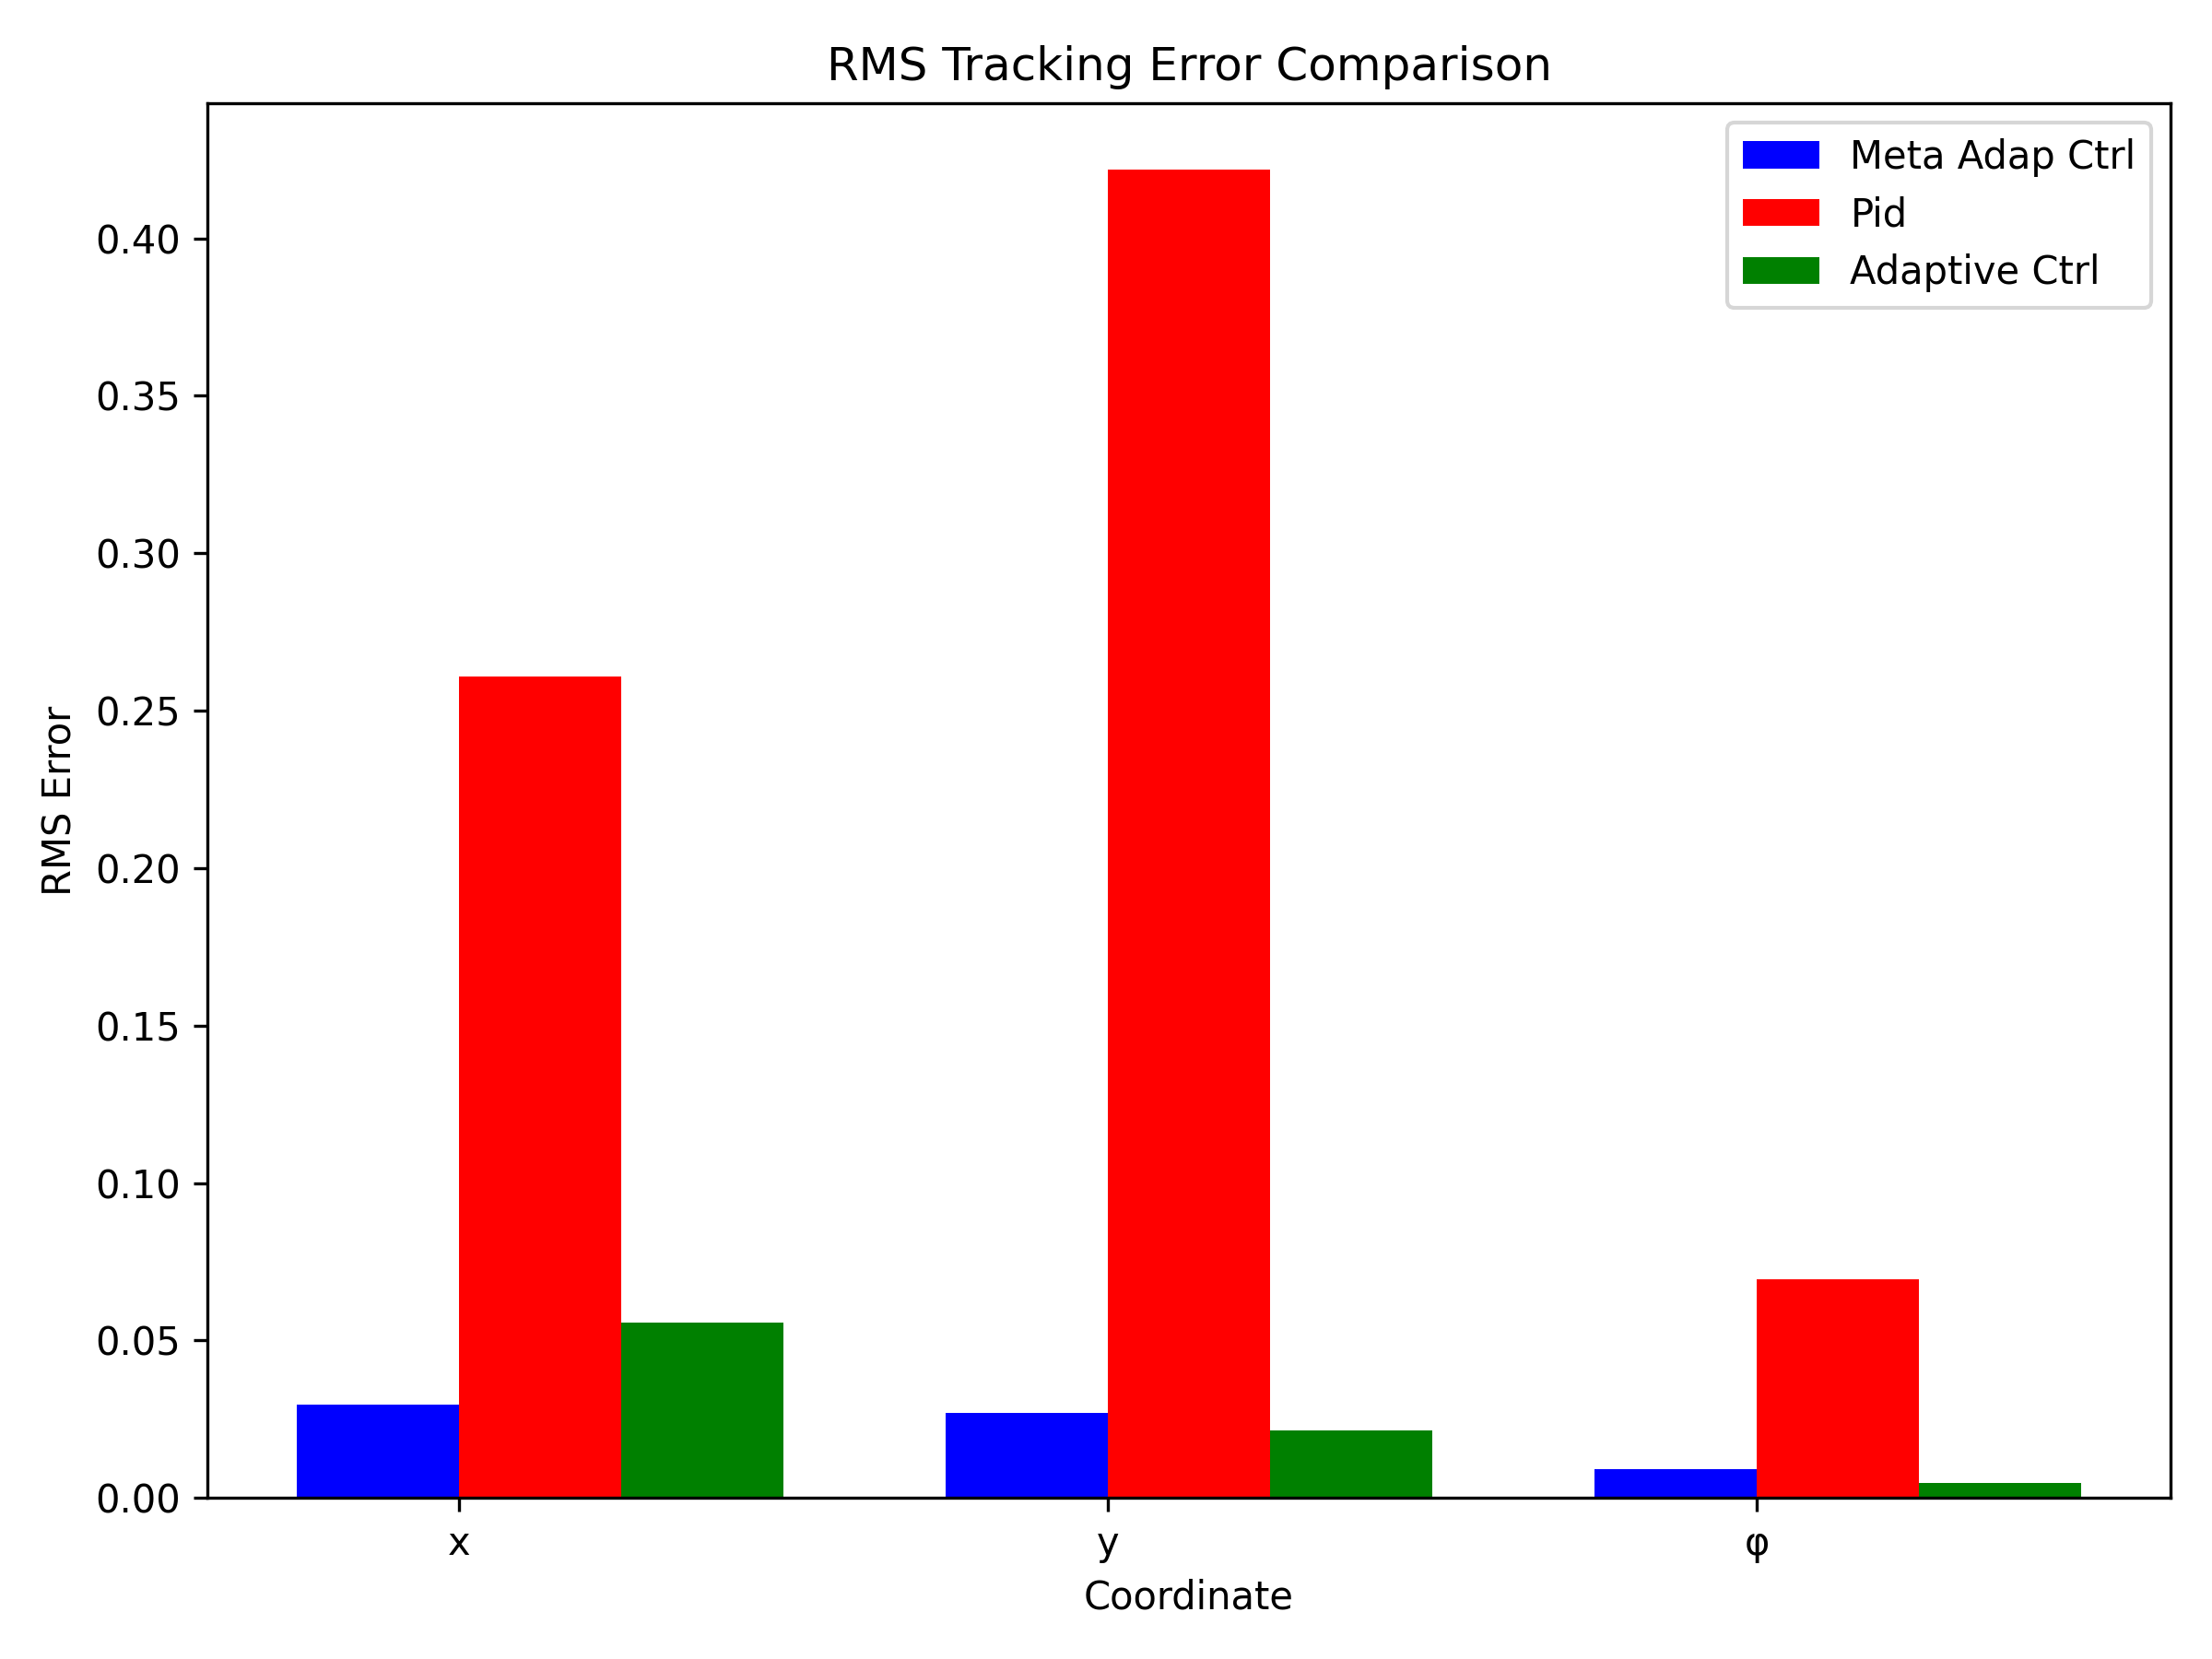 RMS Tracking Error Comparison
Meta Adap Ctrl
Pid
Adaptive Ctrl
RMS Error
0.40
0.35
0.30
0.25
0.20
0.15
0.10
0.05
0.00
x y φ
Coordinate